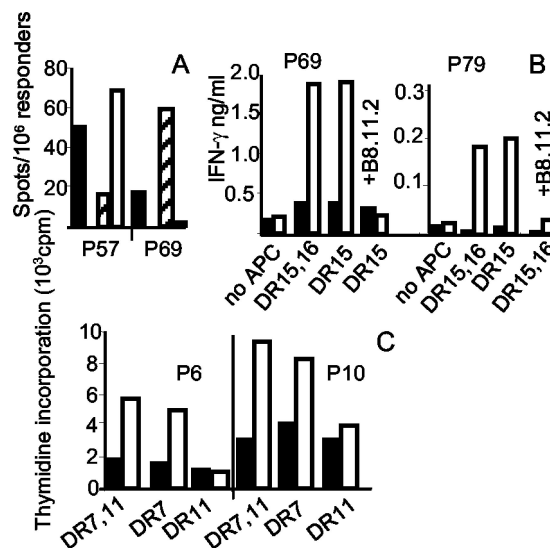 A
Spots/10⁶ responders
80
60
40
20
P57
P69
B
P69
IFN-γ ng/ml
2.0
1.5
1.0
0.5
no APC
DR15,16
DR15
DR15
+B8.11.2
P79
0.3
0.2
0.1
no APC
DR15,16
DR15
DR15,16
+B8.11.2
C
Thymidine incorporation (10³cpm)
10
8
6
4
2
0
P6
P10
DR7,11
DR7
DR11
DR7,11
DR7
DR11